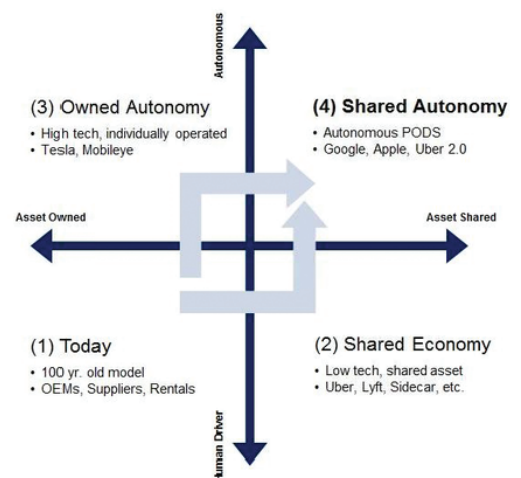 Autonomous
(3) Owned Autonomy
• High tech, individually operated
• Tesla, Mobileye
(4) Shared Autonomy
• Autonomous PODS
• Google, Apple, Uber 2.0
Asset Owned
Asset Shared
(1) Today
• 100 yr. old model
• OEMs, Suppliers, Rentals
(2) Shared Economy
• Low tech, shared asset
• Uber, Lyft, Sidecar, etc.
Human Driver